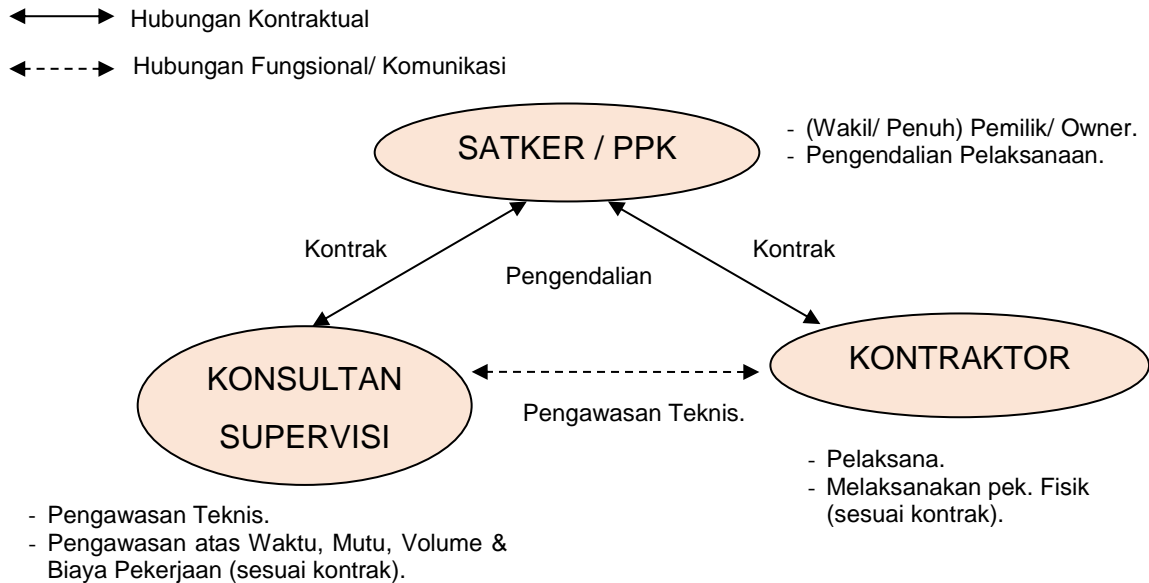 Hubungan Kontraktual
Hubungan Fungsional/ Komunikasi
SATKER / PPK
- (Wakil/ Penuh) Pemilik/ Owner.
- Pengendalian Pelaksanaan.
Kontrak
Pengendalian
Kontrak
KONSULTAN
SUPERVISI
Pengawasan Teknis.
KONTRAKTOR
- Pelaksana.
- Melaksanakan pek. Fisik
(sesuai kontrak).
- Pengawasan Teknis.
- Pengawasan atas Waktu, Mutu, Volume &
Biaya Pekerjaan (sesuai kontrak).